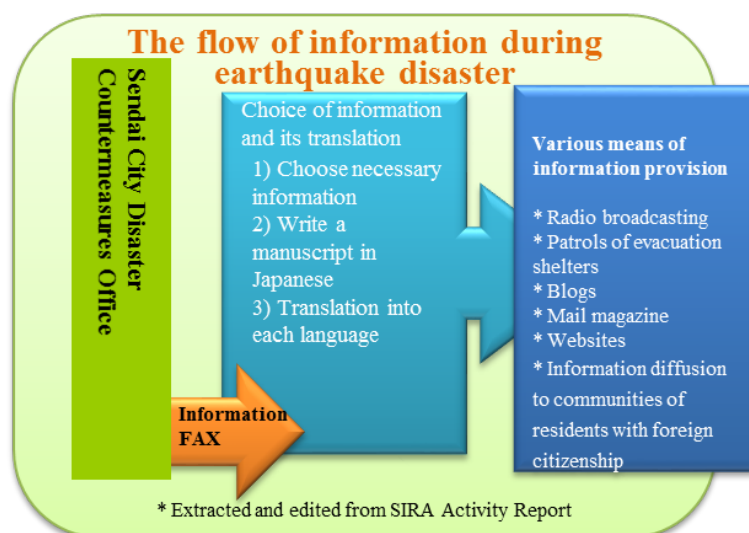 The flow of information during
earthquake disaster
Sendai City Disaster
Countermeasures Office
Choice of information
and its translation
1) Choose necessary
information
2) Write a
manuscript in
Japanese
3) Translation into
each language
Information
FAX
Various means of
information provision
* Radio broadcasting
* Patrols of evacuation
shelters
* Blogs
* Mail magazine
* Websites
* Information diffusion
to communities of
residents with foreign
citizenship
* Extracted and edited from SIRA Activity Report